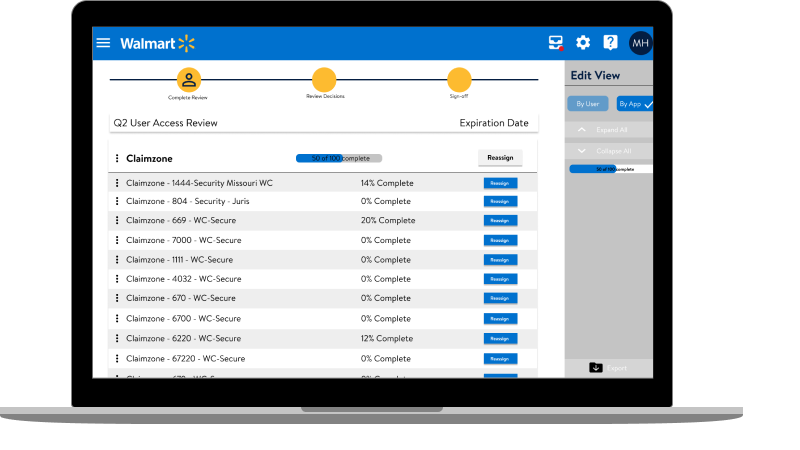 Walmart
MH
Complete Review
Review Decisions
Sign-off
Q2 User Access Review
Expiration Date
Claimzone
50 of 100 complete
Reassign
Claimzone - 1444-Security Missouri WC
14% Complete
Reassign
Claimzone - 804 - Security - Juris
0% Complete
Reassign
Claimzone - 669 - WC-Secure
20% Complete
Reassign
Claimzone - 7000 - WC-Secure
0% Complete
Reassign
Claimzone - 1111 - WC-Secure
0% Complete
Reassign
Claimzone - 4032 - WC-Secure
0% Complete
Reassign
Claimzone - 670 - WC-Secure
0% Complete
Reassign
Claimzone - 6700 - WC-Secure
0% Complete
Reassign
Claimzone - 6220 - WC-Secure
12% Complete
Reassign
Claimzone - 67220 - WC-Secure
0% Complete
Reassign
Edit View
By User
By App
Expand All
Collapse All
50 of 100 complete
Export